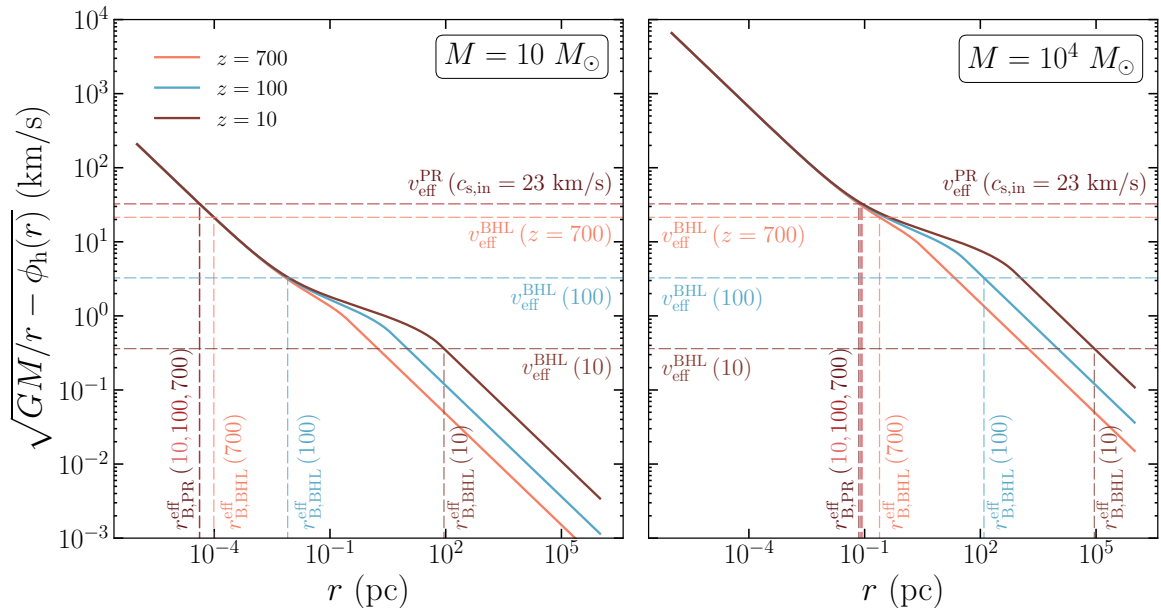 √GM/r − ϕ_h(r) (km/s)
10^4
10^3
10^2
10^1
10^0
10^−1
10^−2
10^−3
z = 700
z = 100
z = 10
M = 10 M_⊙
v_eff^PR (c_s,in = 23 km/s)
v_eff^BHL (z = 700)
v_eff^BHL (100)
v_eff^BHL (10)
r_B,PR^eff (10, 100, 700)
r_B,BHL^eff (700)
r_B,BHL^eff (100)
r_B,BHL^eff (10)
10^−4
10^−1
10^2
10^5
r (pc)
M = 10^4 M_⊙
v_eff^PR (c_s,in = 23 km/s)
v_eff^BHL (z = 700)
v_eff^BHL (100)
v_eff^BHL (10)
r_B,PR^eff (10, 100, 700)
r_B,BHL^eff (700)
r_B,BHL^eff (100)
r_B,BHL^eff (10)
10^−4
10^−1
10^2
10^5
r (pc)